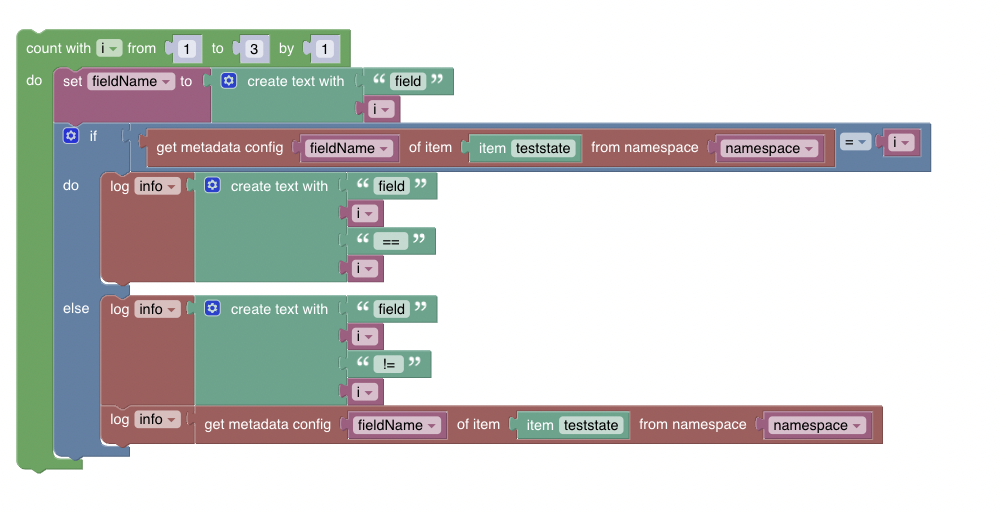 count with i from 1 to 3 by 1
do set fieldName to create text with “ field ”
i
if get metadata config fieldName of item item teststate from namespace namespace = i
do log info create text with “ field ”
i
“ == ”
i
else log info create text with “ field ”
i
“ != ”
i
log info get metadata config fieldName of item item teststate from namespace namespace